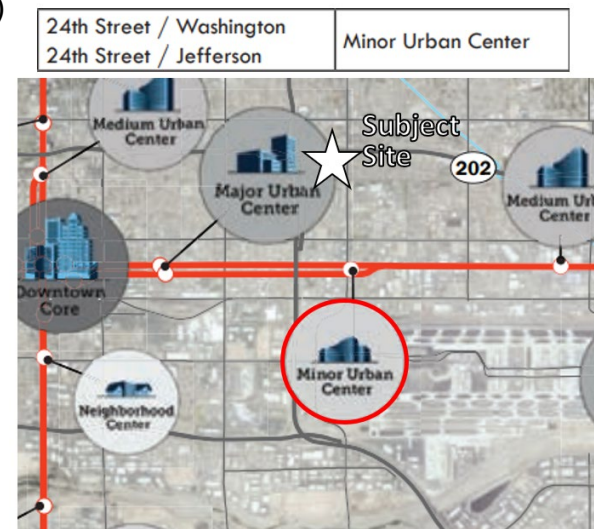 )
24th Street / Washington
24th Street / Jefferson
Minor Urban Center
Medium Urban
Center
Subject
Site
202
Major Urban
Center
Medium Url
Center
Downtown
Core
Minor Urban
Center
Neighborhood
Center